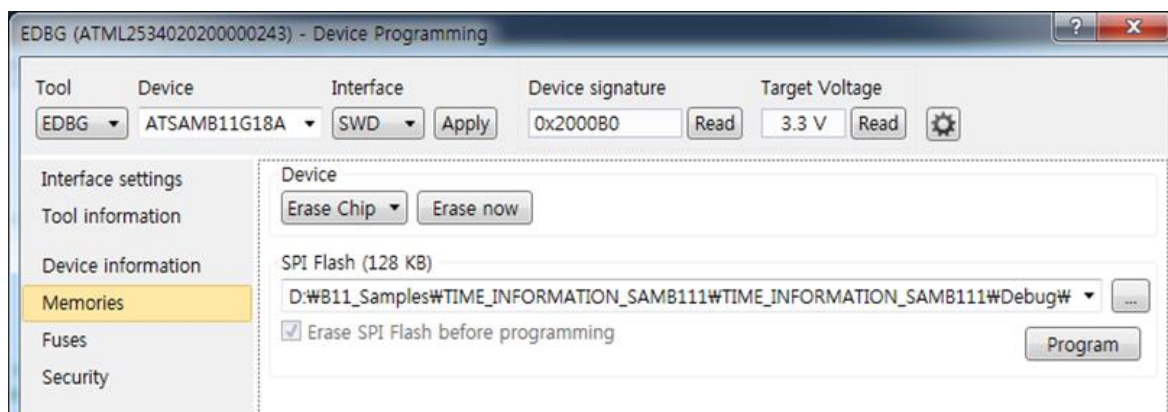 EDBG (ATML2534020200000243) - Device Programming
? X
Tool Device Interface Device signature Target Voltage
EDBG ATSAMB11G18A SWD Apply 0x2000B0 Read 3.3 V Read
Interface settings
Tool information
Device information
Memories
Fuses
Security
Device
Erase Chip Erase now
SPI Flash (128 KB)
D:₩B11_Samples₩TIME_INFORMATION_SAMB111₩TIME_INFORMATION_SAMB111₩Debug₩ ...
Erase SPI Flash before programming
Program